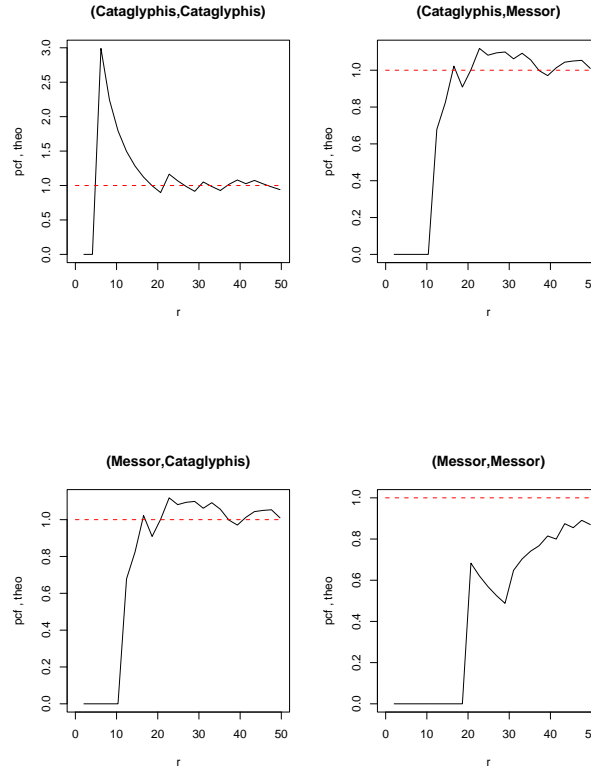 (Cataglyphis,Cataglyphis)
pcf , theo
0.0 0.5 1.0 1.5 2.0 2.5 3.0
0 10 20 30 40 50
r
(Cataglyphis,Messor)
pcf , theo
0.0 0.2 0.4 0.6 0.8 1.0
0 10 20 30 40 50
r
(Messor,Cataglyphis)
pcf , theo
0.0 0.2 0.4 0.6 0.8 1.0
0 10 20 30 40 50
r
(Messor,Messor)
pcf , theo
0.0 0.2 0.4 0.6 0.8 1.0
0 10 20 30 40 50
r